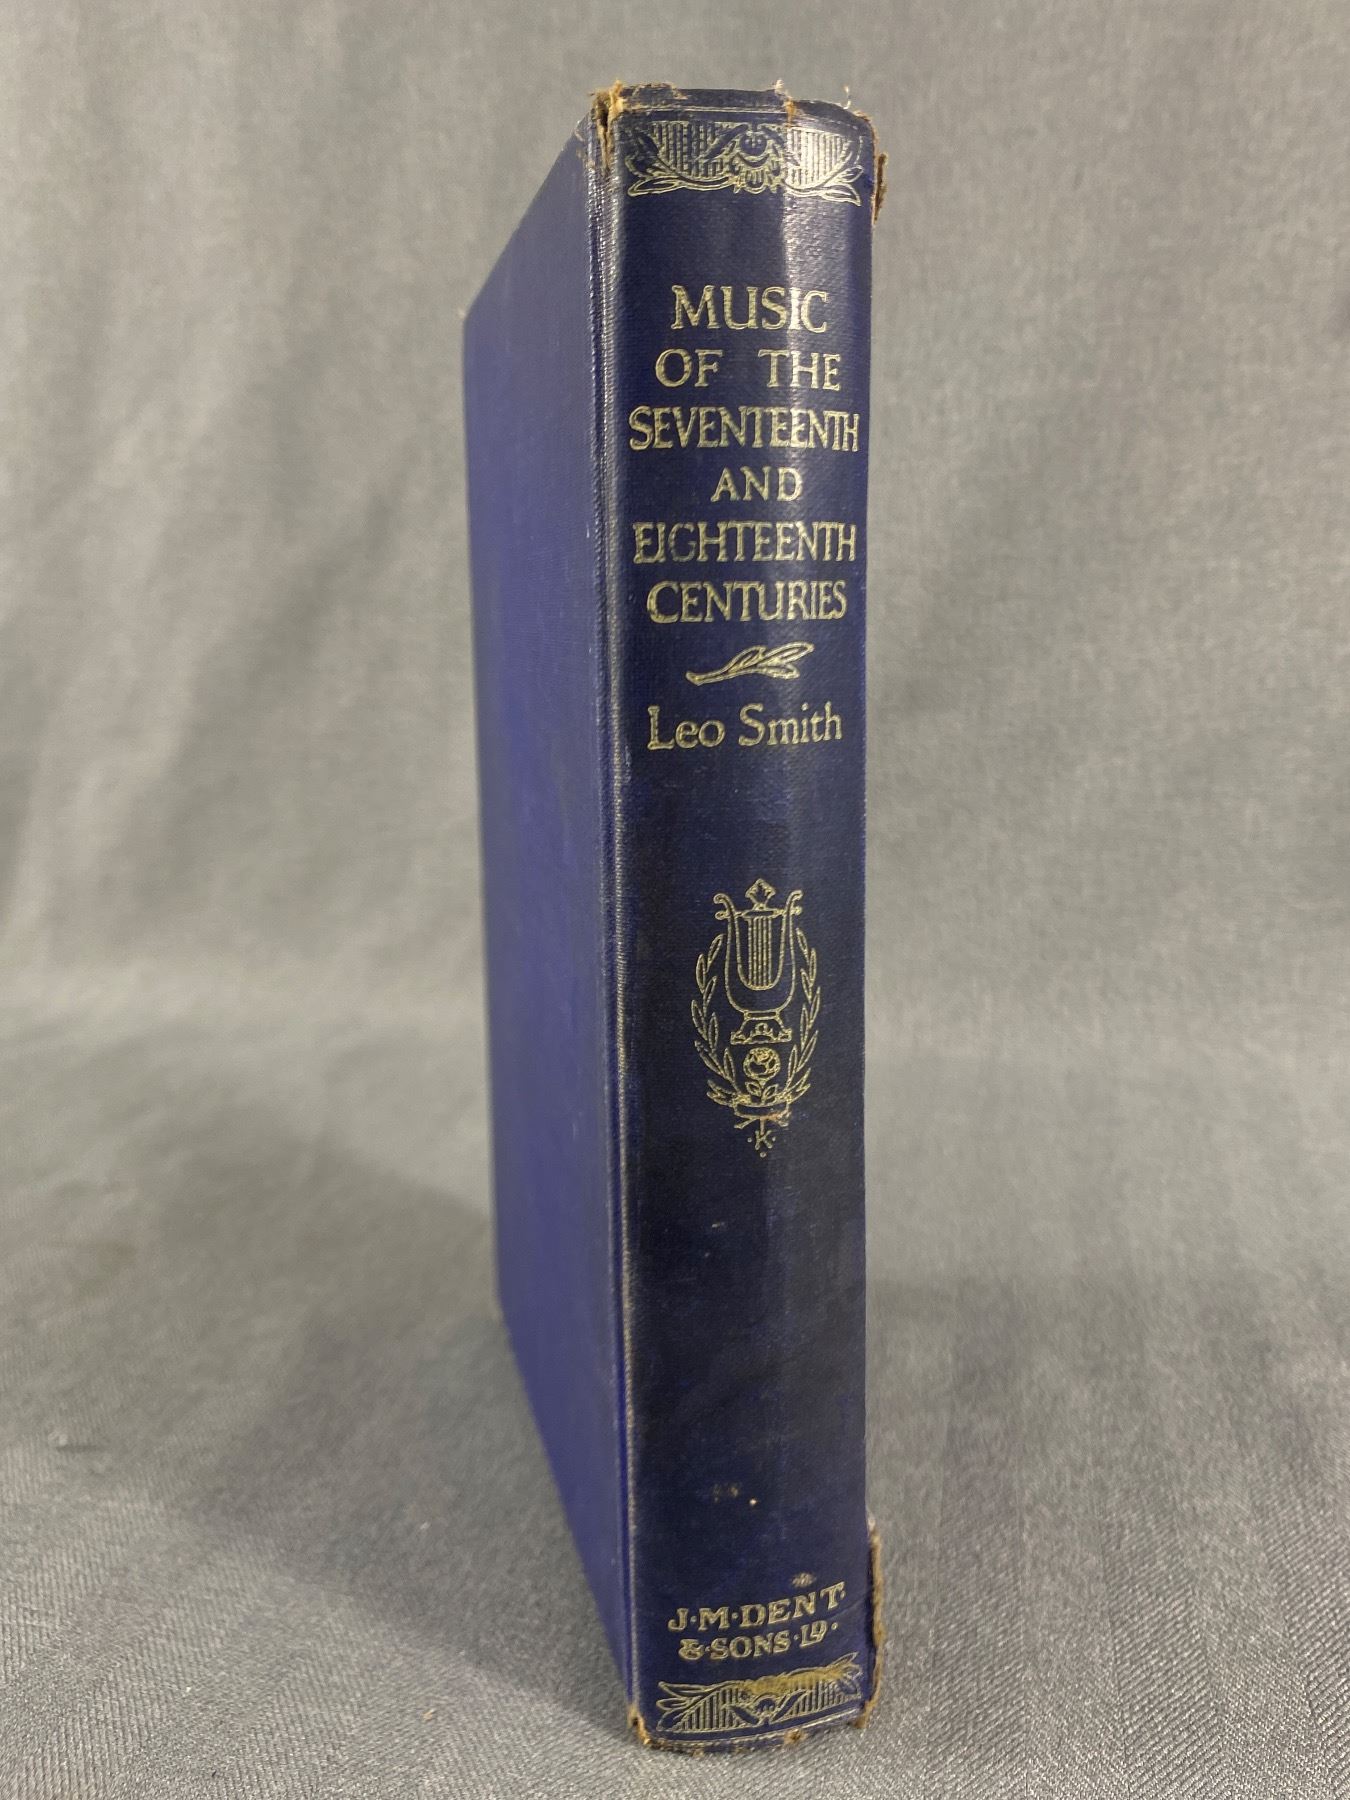 MUSIC
OF THE
SEVENTEENTH
AND
EIGHTEENTH
CENTURIES
Leo Smith
·K·
J·M·DENT·
&·SONS·LD·